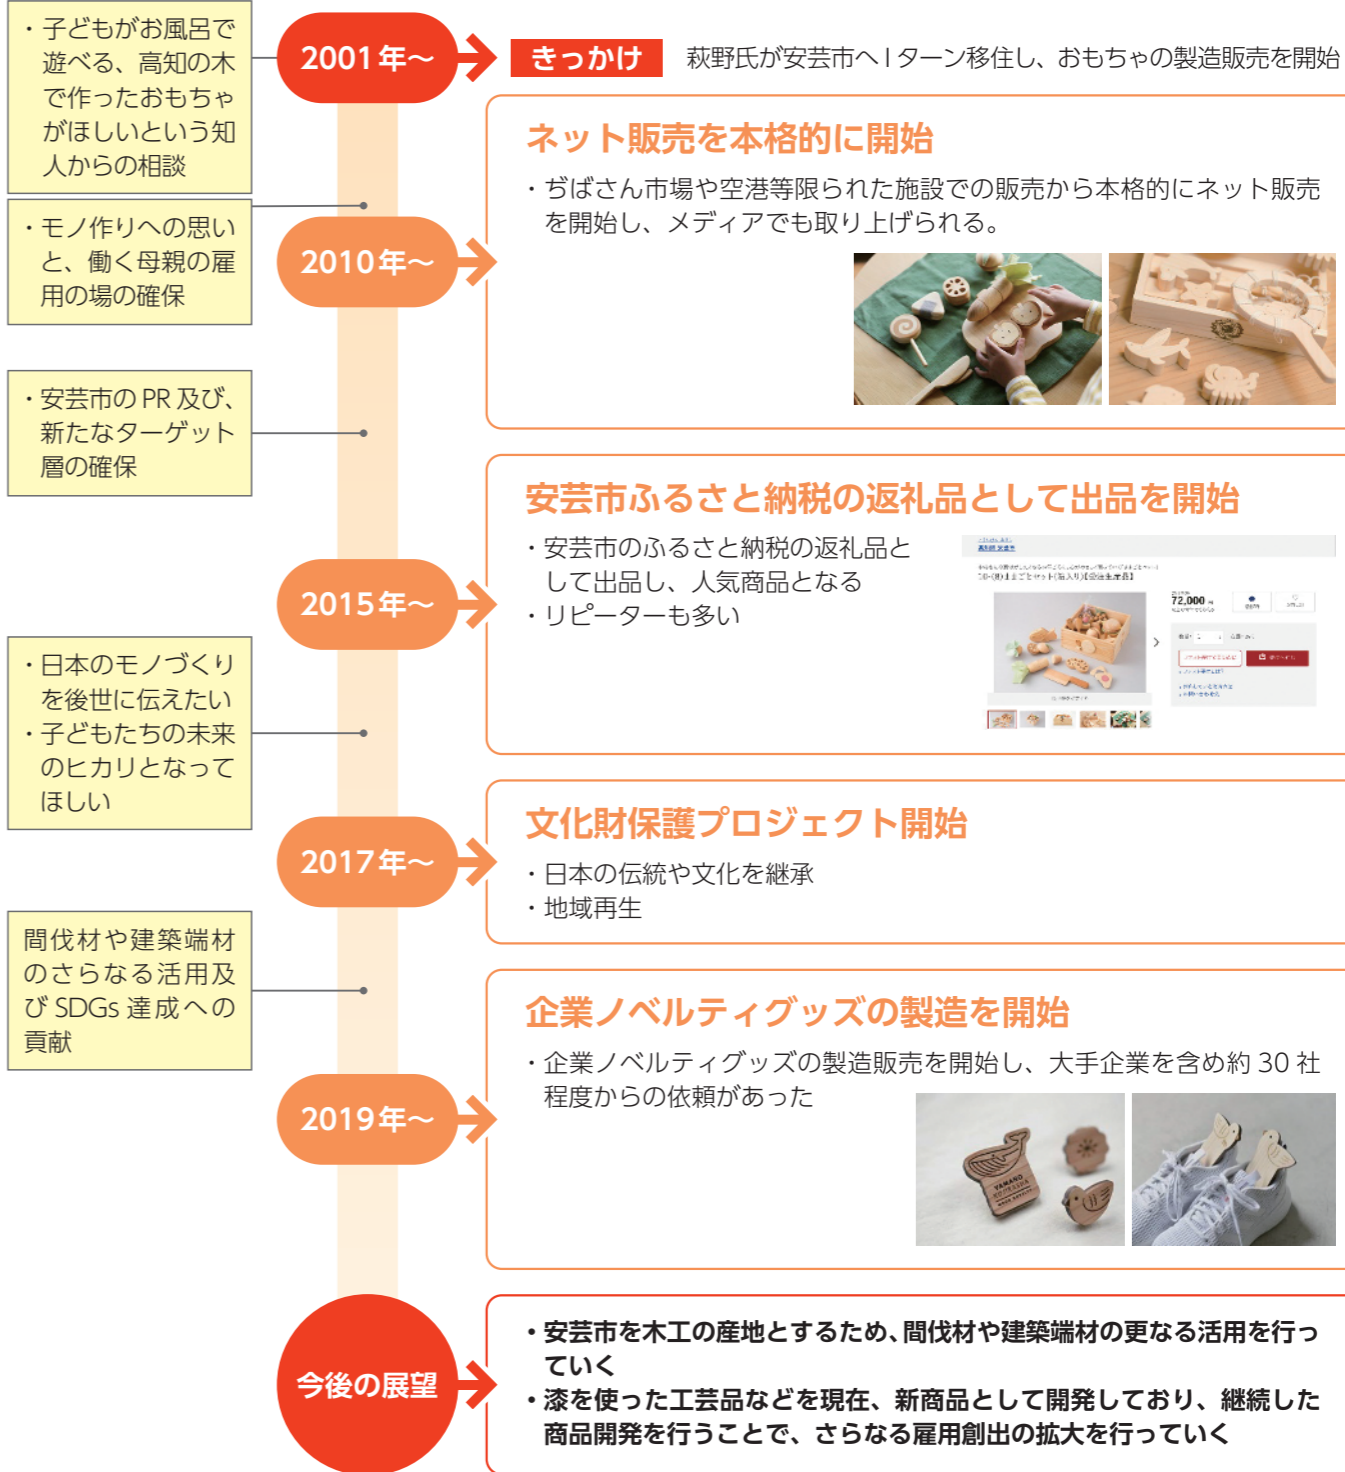 ・子どもがお風呂で
遊べる、高知の木
で作ったおもちゃ
がほしいという知
人からの相談
2001年～
きっかけ
萩野氏が安芸市へIターン移住し、おもちゃの製造販売を開始
・モノ作りへの思い
と、働く母親の雇
用の場の確保
2010年～
ネット販売を本格的に開始
・ぢばさん市場や空港等限られた施設での販売から本格的にネット販売
を開始し、メディアでも取り上げられる。
・安芸市のPR及び、
新たなターゲット
層の確保
2015年～
安芸市ふるさと納税の返礼品として出品を開始
・安芸市のふるさと納税の返礼品と
して出品し、人気商品となる
・リピーターも多い
72,000
・日本のモノづくり
を後世に伝えたい
・子どもたちの未来
のヒカリとなって
ほしい
2017年～
文化財保護プロジェクト開始
・日本の伝統や文化を継承
・地域再生
間伐材や建築端材
のさらなる活用及
びSDGs達成への
貢献
2019年～
企業ノベルティグッズの製造を開始
・企業ノベルティグッズの製造販売を開始し、大手企業を含め約30社
程度からの依頼があった
YAMANO
今後の展望
・安芸市を木工の産地とするため、間伐材や建築端材の更なる活用を行っ
ていく
・漆を使った工芸品などを現在、新商品として開発しており、継続した
商品開発を行うことで、さらなる雇用創出の拡大を行っていく